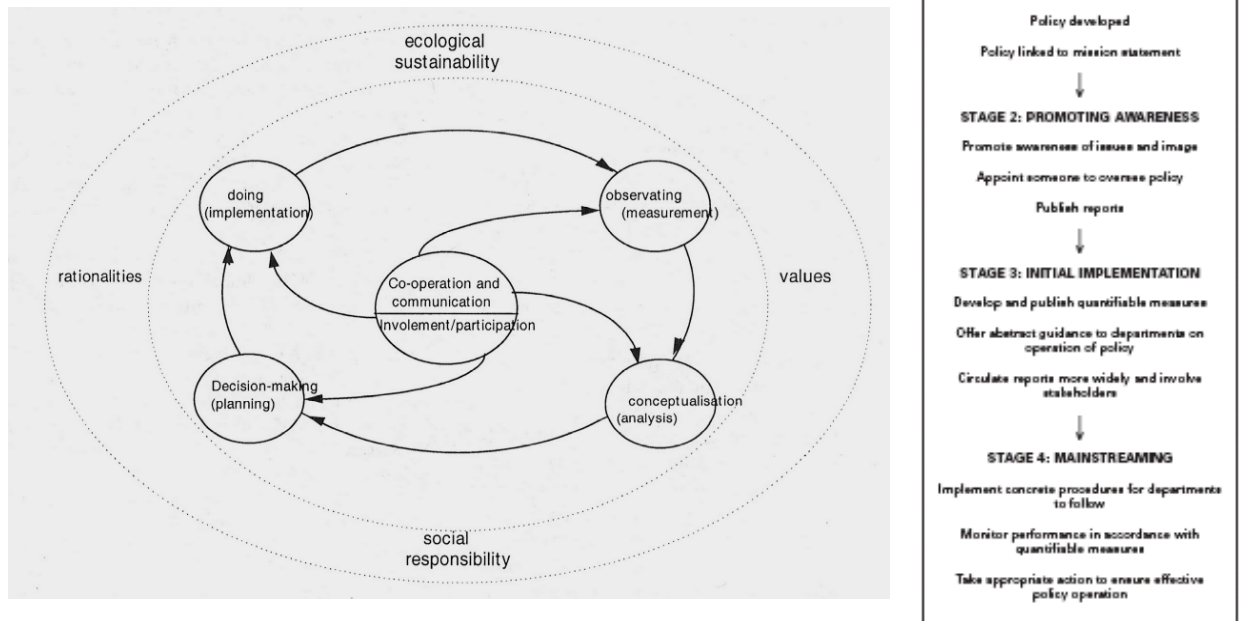 ecological
sustainability
doing
(implementation)
observating
(measurement)
rationalities
Co-operation and
communication
Involement/participation
values
Decision-making
(planning)
conceptualisation
(analysis)
social
responsibility
Policy developed
Policy linked to mission statement
STAGE 2: PROMOTING AWARENESS
Promote awareness of issues and image
Appoint someone to oversee policy
Publish reports
STAGE 3: INITIAL IMPLEMENTATION
Develop and publish quantifiable measures
Offer abstract guidance to departments on
operation of policy
Circulate reports more widely and involve
stakeholders
STAGE 4: MAINSTREAMING
Implement concrete procedures for departments
to follow
Monitor performance in accordance with
quantifiable measures
Take appropriate action to ensure effective
policy operation